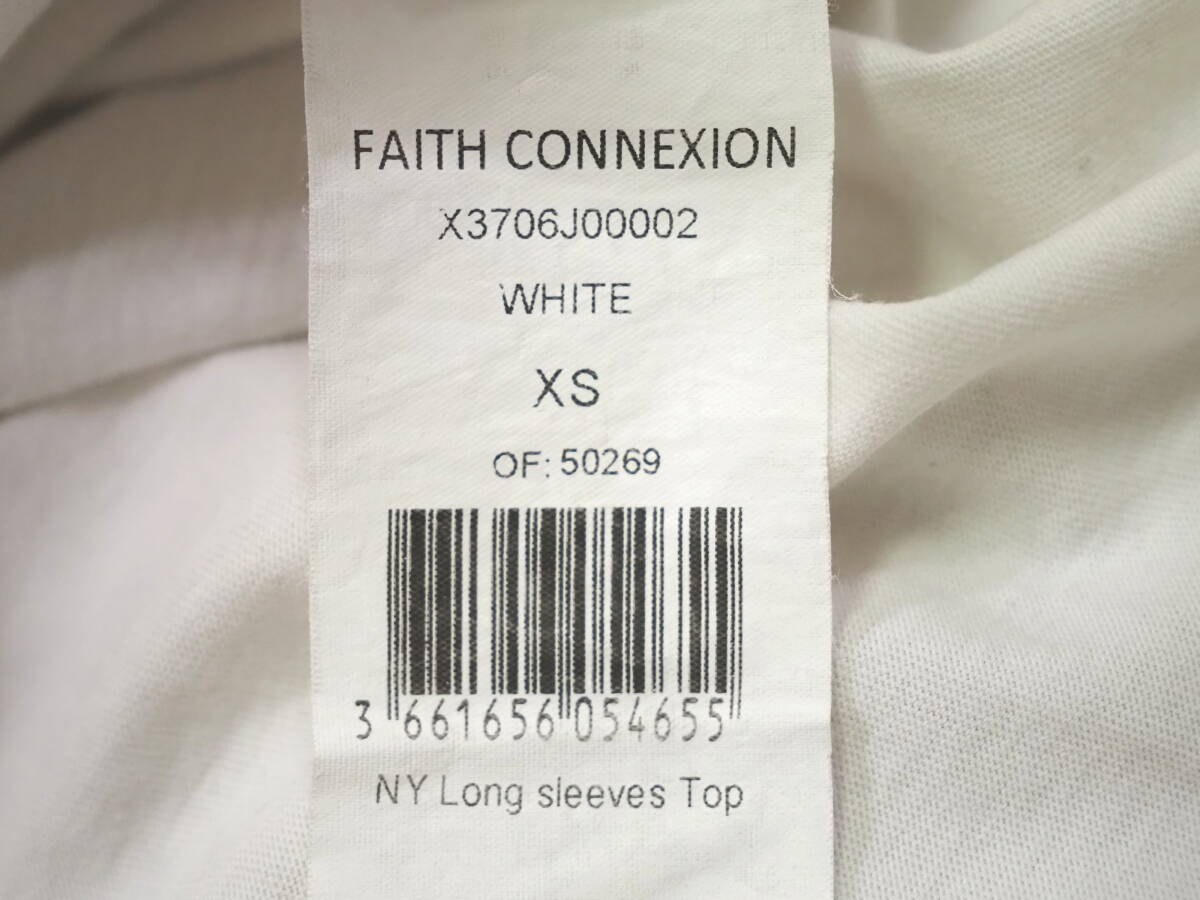 FAITH CONNEXION
X3706J00002
WHITE
XS
OF: 50269
3 661656 054655
NY Long sleeves Top